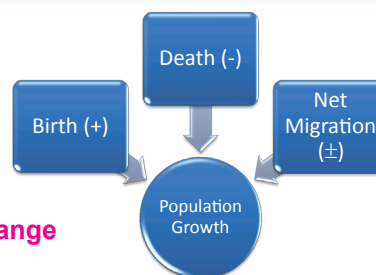 Death (-)
Birth (+)
Net
Migration
(±)
Population
Growth
ange